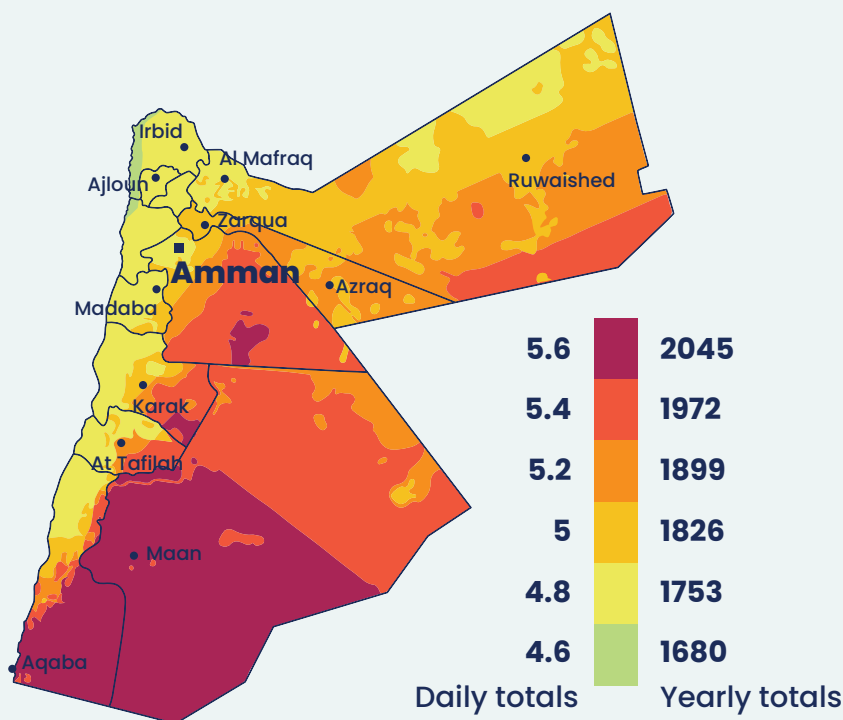 Irbid
Al Mafraq
Ajloun
Ruwaished
Zarqua
Amman
Azraq
Madaba
Karak
At Tafilah
Maan
Aqaba
5.6 2045
5.4 1972
5.2 1899
5 1826
4.8 1753
4.6 1680
Daily totals Yearly totals